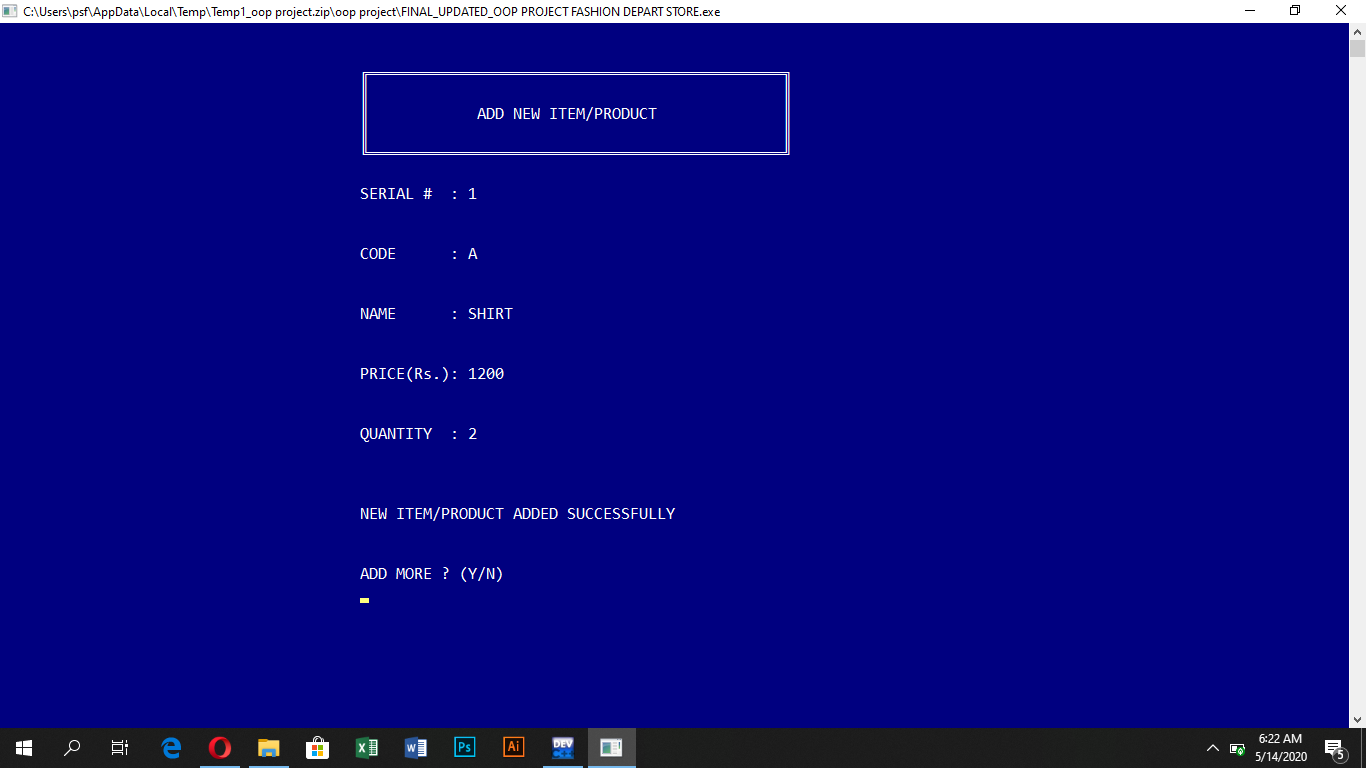 C:\Users\psf\AppData\Local\Temp\Temp1_oop project.zip\oop project\FINAL_UPDATED_OOP PROJECT FASHION DEPART STORE.exe
ADD NEW ITEM/PRODUCT
SERIAL # : 1
CODE : A
NAME : SHIRT
PRICE(Rs.): 1200
QUANTITY : 2
NEW ITEM/PRODUCT ADDED SUCCESSFULLY
ADD MORE ? (Y/N)
Ps
Ai
DEV
6:22 AM
5/14/2020
5